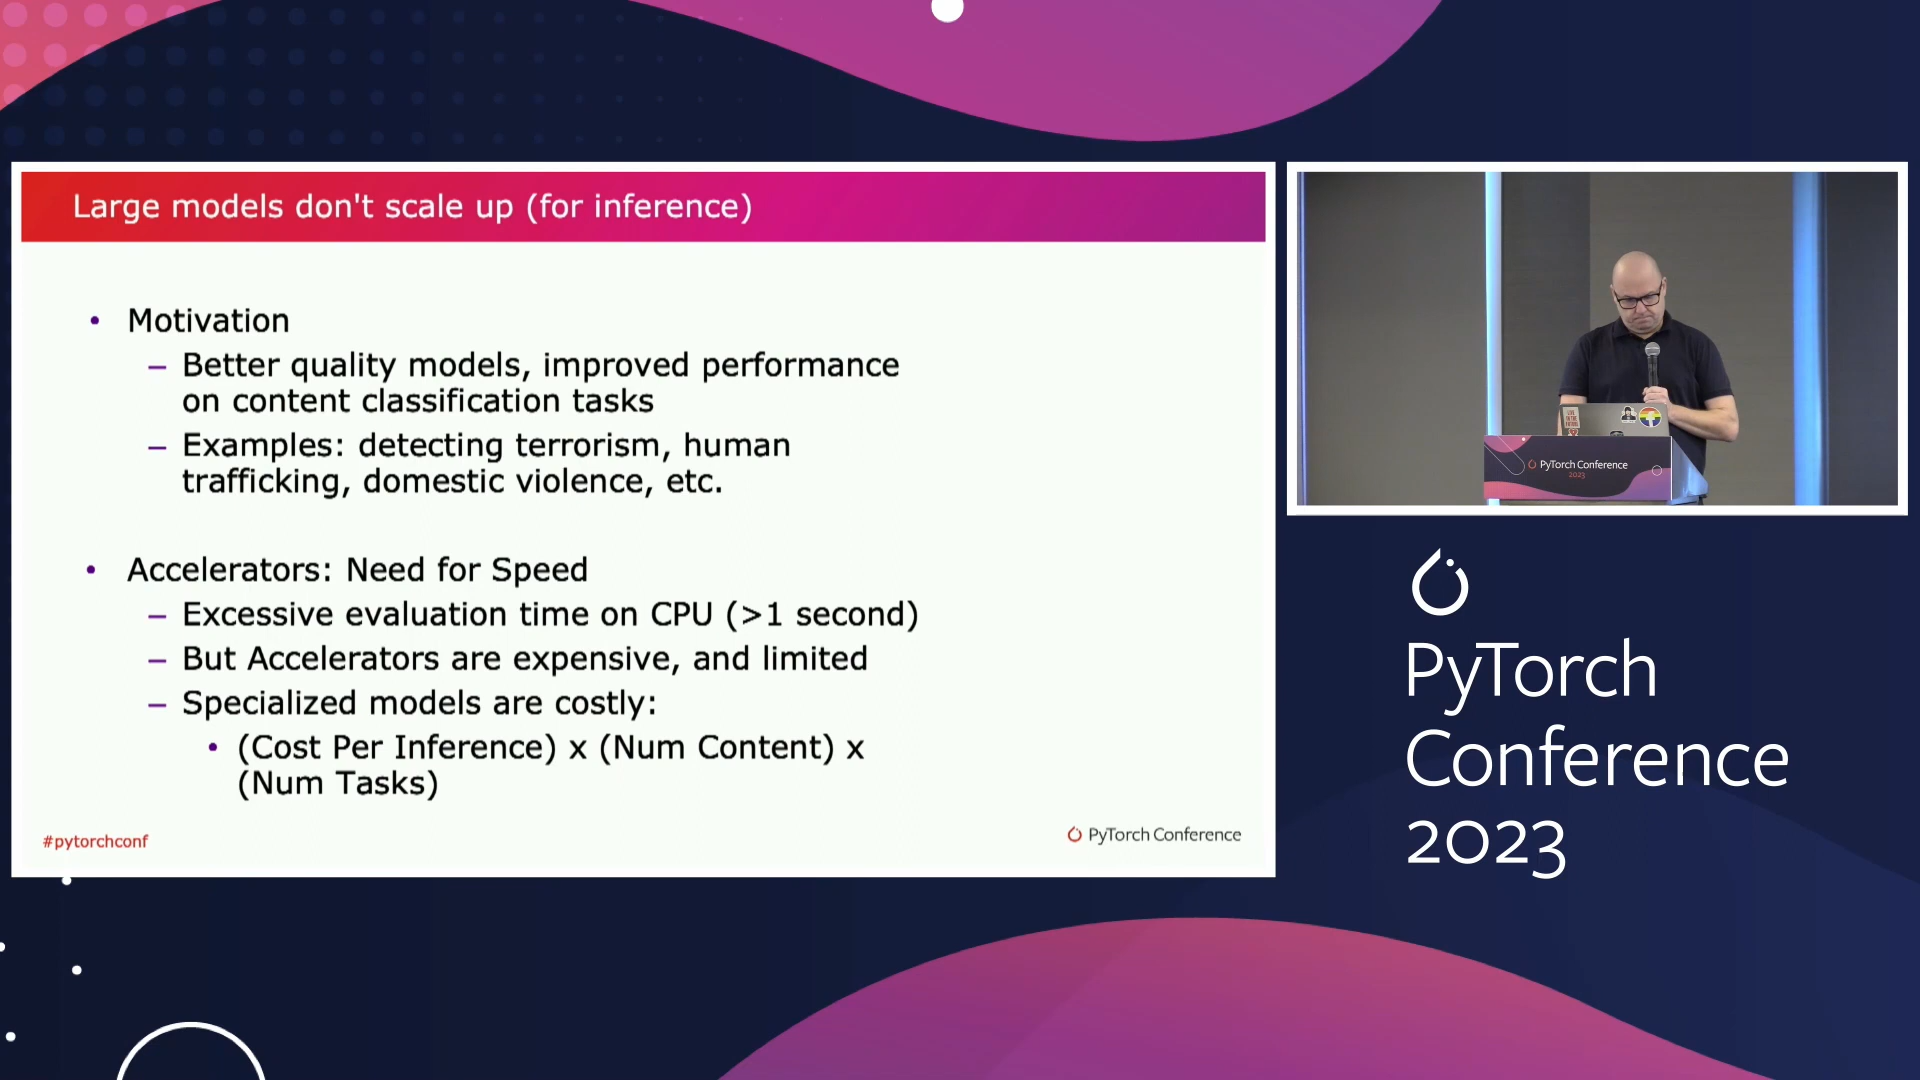 Large models don't scale up (for inference)
• Motivation
– Better quality models, improved performance
on content classification tasks
– Examples: detecting terrorism, human
trafficking, domestic violence, etc.
• Accelerators: Need for Speed
– Excessive evaluation time on CPU (>1 second)
– But Accelerators are expensive, and limited
– Specialized models are costly:
• (Cost Per Inference) x (Num Content) x
(Num Tasks)
#pytorchconf
PyTorch Conference
PyTorch Conference
2023
PyTorch
Conference
2023